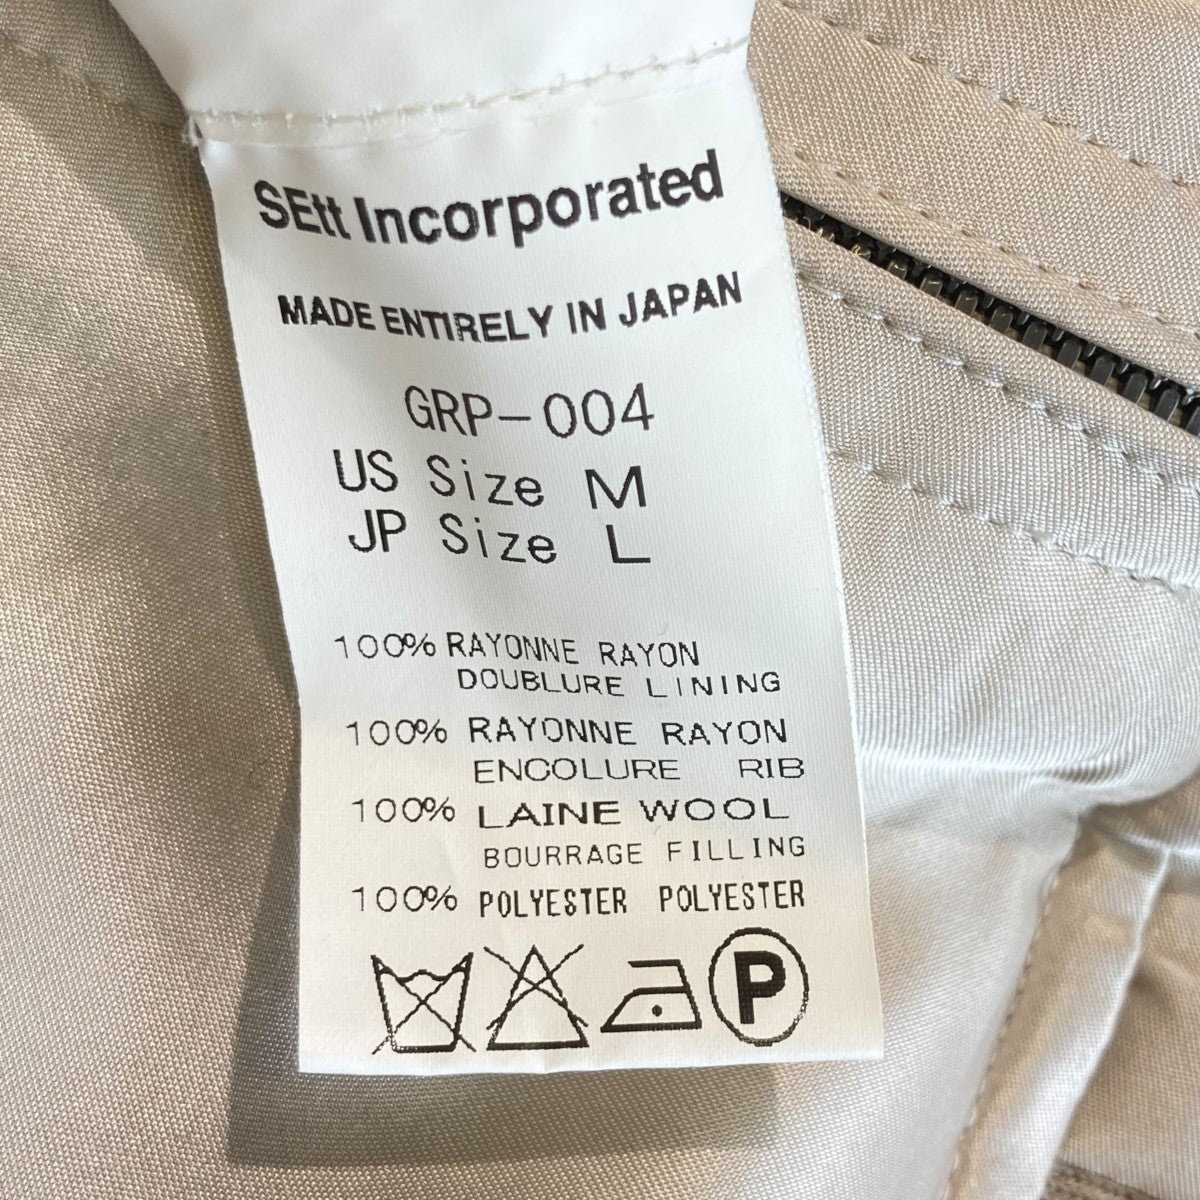 SEtt Incorporated
MADE ENTIRELY IN JAPAN
GRP-004
US Size M
JP Size L
100% RAYONNE RAYON
DOUBLURE LINING
100% RAYONNE RAYON
ENCOLURE RIB
100% LAINE WOOL
BOURRAGE FILLING
100% POLYESTER POLYESTER
P